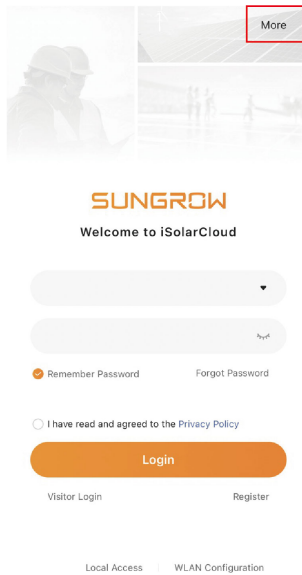 More
SUNGROW
Welcome to iSolarCloud
Remember Password
Forgot Password
I have read and agreed to the Privacy Policy
Login
Visitor Login
Register
Local Access
WLAN Configuration